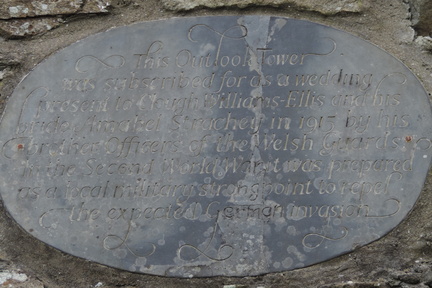 This Outlook Tower
was subscribed for as a wedding
present to Clough Williams-Ellis and his
bride, Amabel Strachey in 1915 by his
Brother Officers of the Welsh Guards.
In the Second World War it was prepared
as a local military strongpoint to repel
the expected German invasion